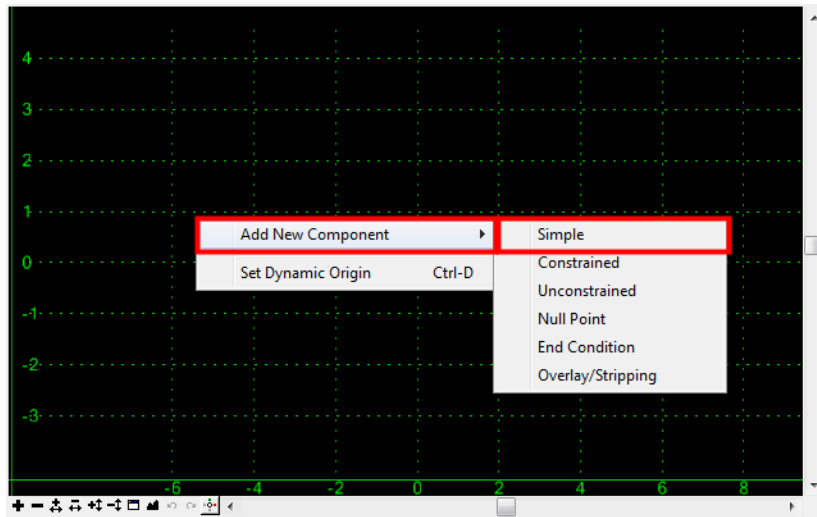 4
3
2
1
0
-1
-2
-3
Add New Component
Set Dynamic Origin Ctrl-D
Simple
Constrained
Unconstrained
Null Point
End Condition
Overlay/Stripping
-6 -4 -2 0 2 4 6 8